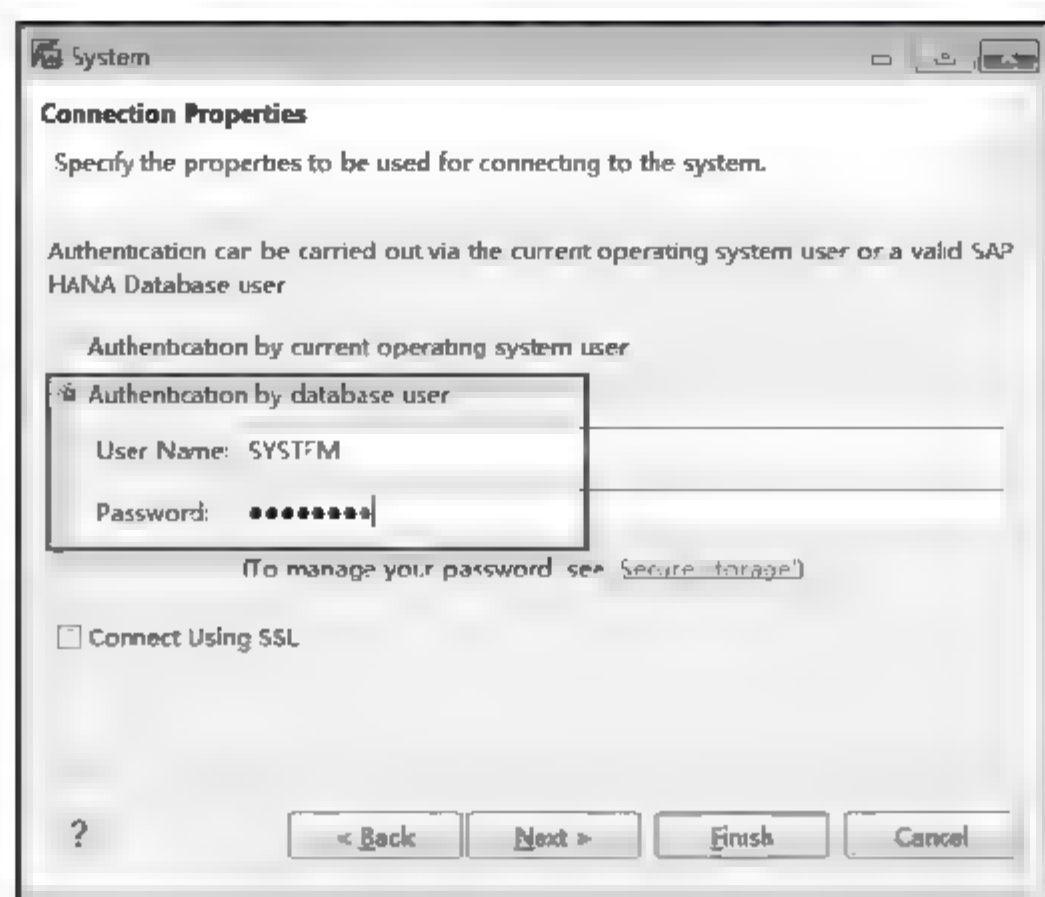 System
Connection Properties
Specify the properties to be used for connecting to the system.
Authentication can be carried out via the current operating system user or a valid SAP
HANA Database user
Authentication by current operating system user
Authentication by database user
User Name: SYSTEM
Password: ••••••••
(To manage your password see Secure Storage)
Connect Using SSL
?
< Back
Next >
Finish
Cancel